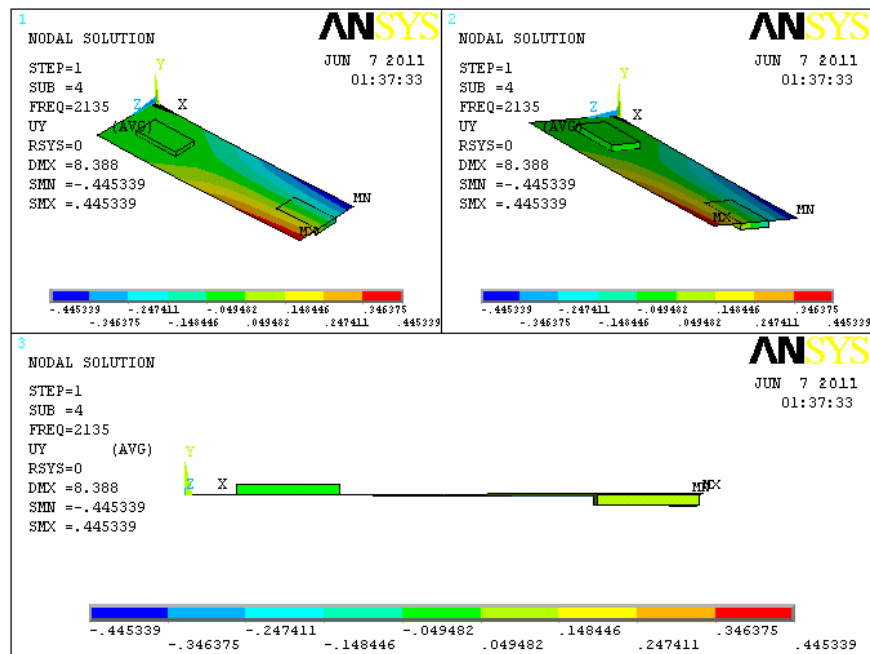 1
ANSYS
NODAL SOLUTION
JUN 7 2011
01:37:33
STEP=1
SUB =4
FREQ=2135
UY (AVG)
RSYS=0
DMX =8.388
SMN =-.445339
SMX =.445339
Y
Z X
MN
MX
-.445339 -.247411 -.049482 .148446 .346375
-.346375 -.148446 .049482 .247411 .445339
2
ANSYS
NODAL SOLUTION
JUN 7 2011
01:37:33
STEP=1
SUB =4
FREQ=2135
UY (AVG)
RSYS=0
DMX =8.388
SMN =-.445339
SMX =.445339
Y
Z X
MN
MX
-.445339 -.247411 -.049482 .148446 .346375
-.346375 -.148446 .049482 .247411 .445339
3
ANSYS
NODAL SOLUTION
JUN 7 2011
01:37:33
STEP=1
SUB =4
FREQ=2135
UY (AVG)
RSYS=0
DMX =8.388
SMN =-.445339
SMX =.445339
Y
Z X
MN MX
-.445339 -.247411 -.049482 .148446 .346375
-.346375 -.148446 .049482 .247411 .445339